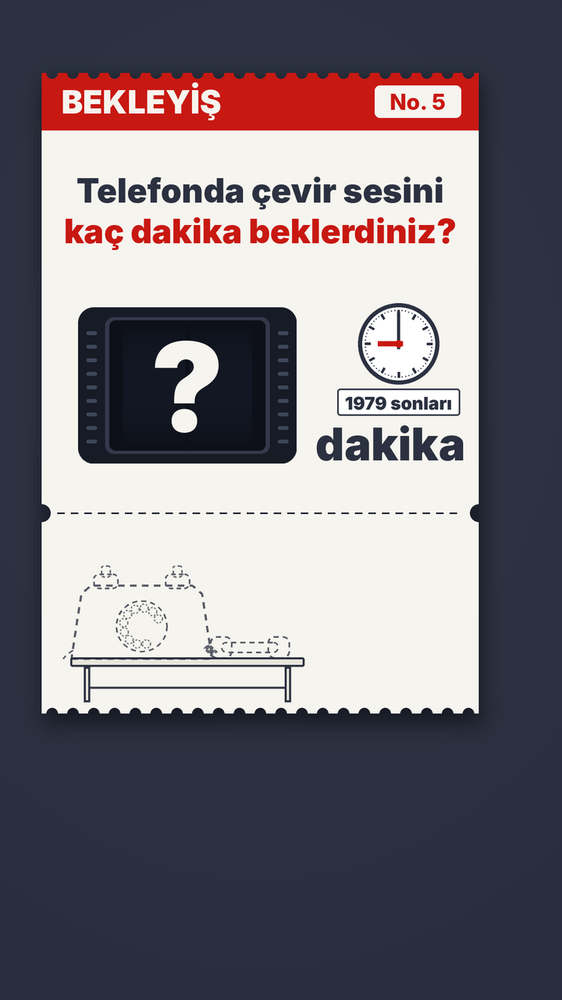 BEKLEYİŞ
No. 5
Telefonda çevir sesini
kaç dakika beklerdiniz?
?
1979 sonları
dakika